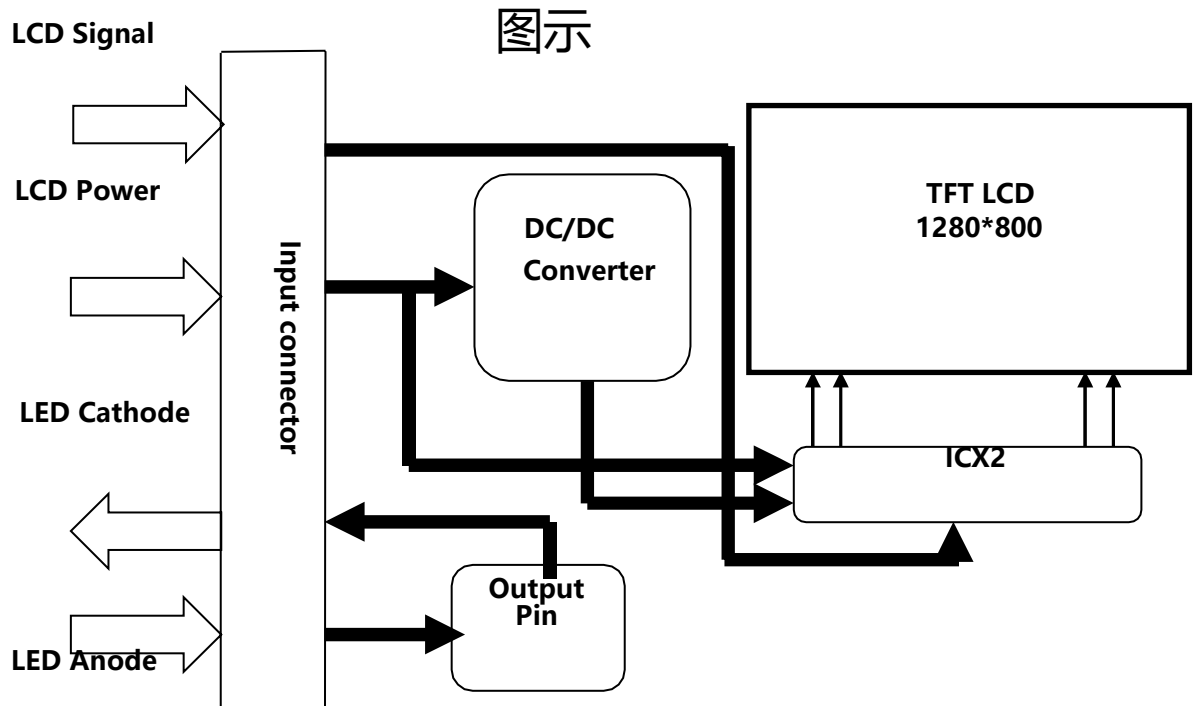 图示
LCD Signal
LCD Power
LED Cathode
LED Anode
Input connector
DC/DC
Converter
TFT LCD
1280*800
ICX2
Output
Pin